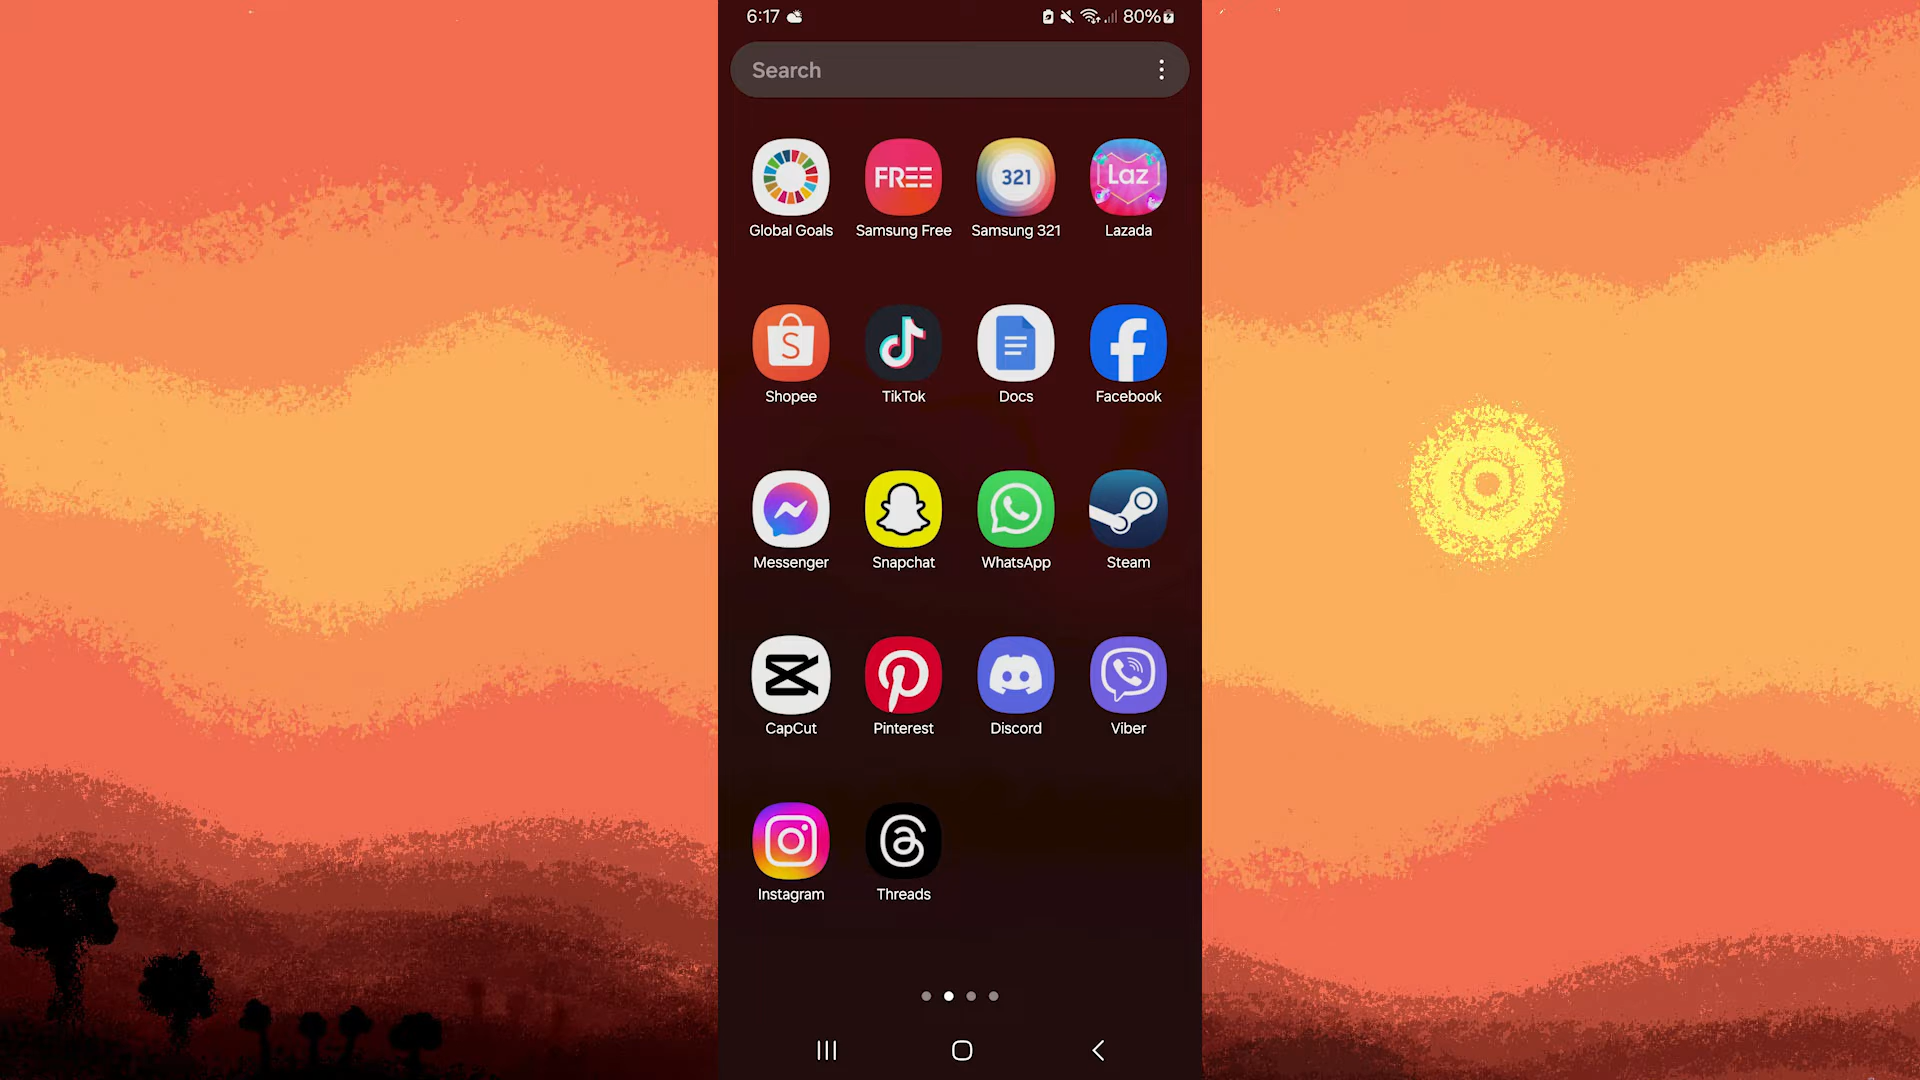 6:17
80%
Search
FREE
321
Laz
Global Goals
Samsung Free
Samsung 321
Lazada
S
Shopee
TikTok
Docs
Facebook
Messenger
Snapchat
WhatsApp
Steam
CapCut
Pinterest
Discord
Viber
Instagram
Threads